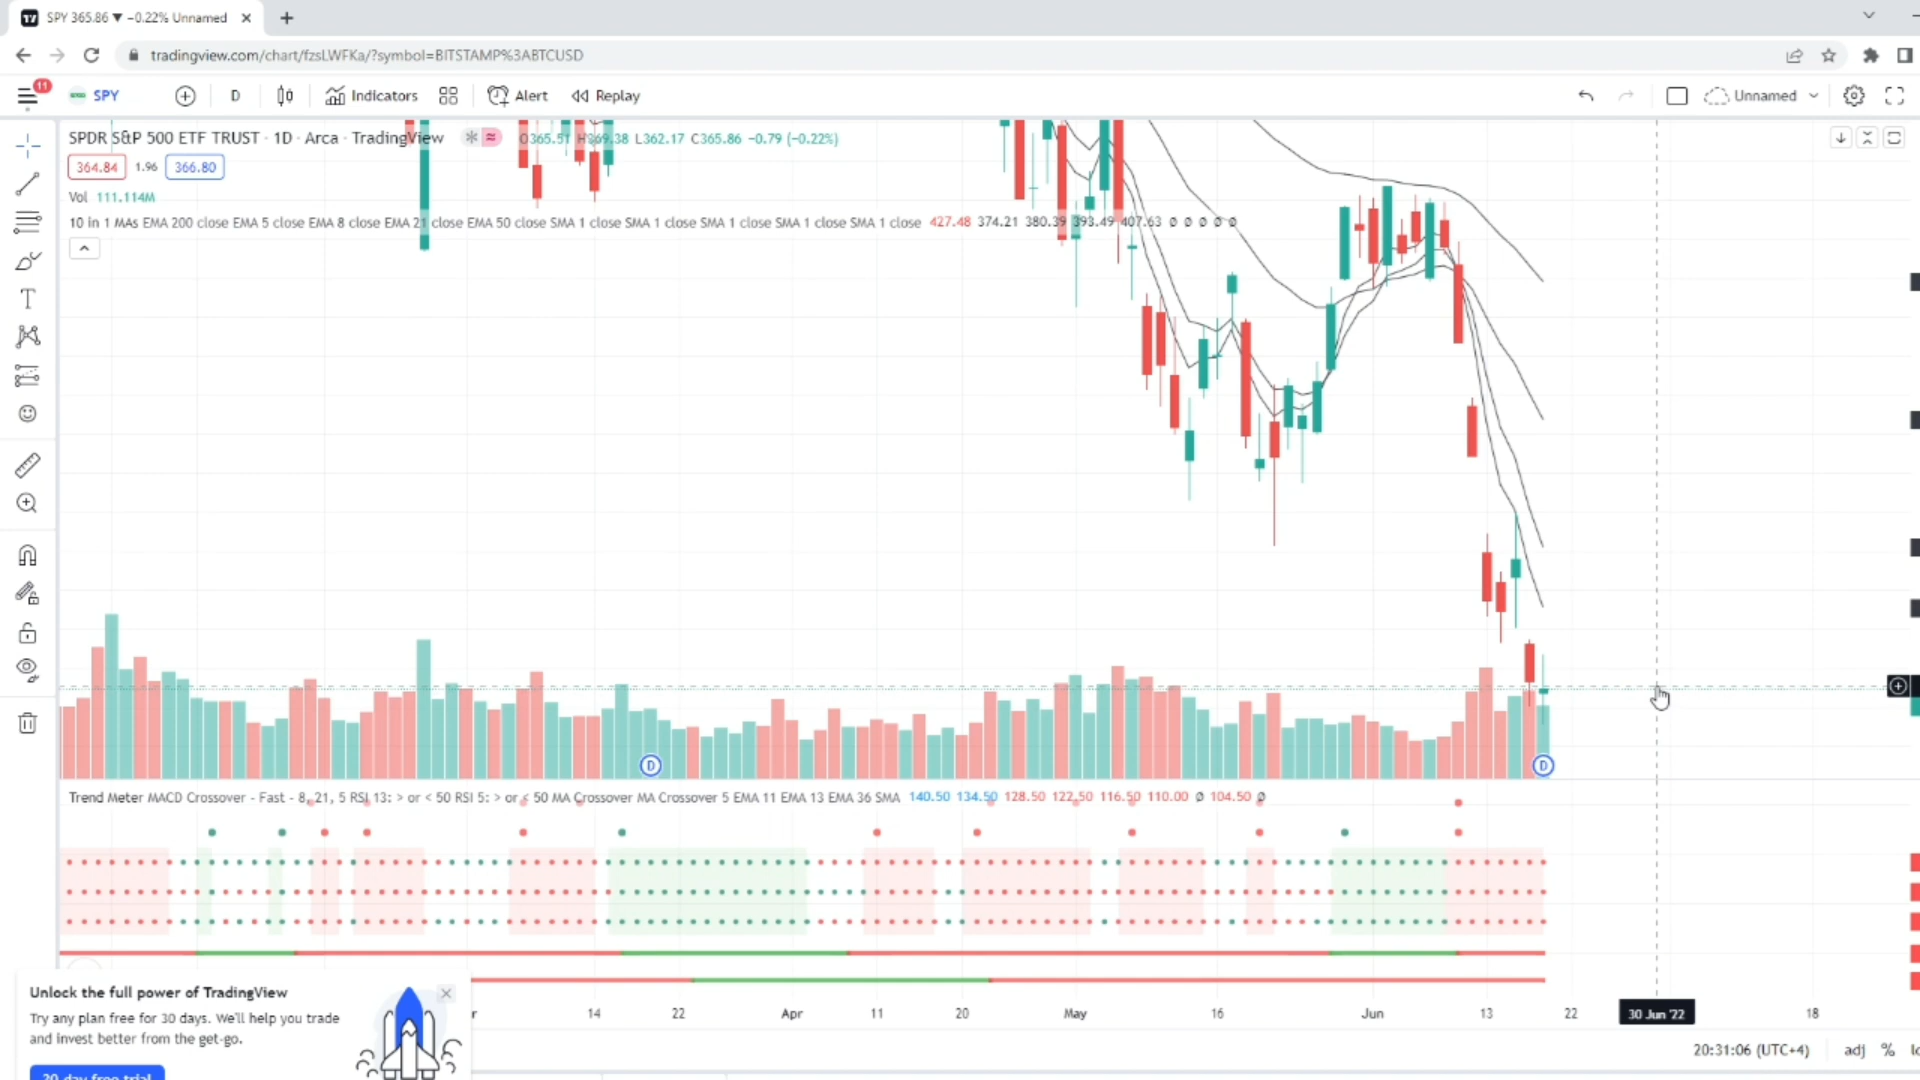 SPY 365.86 ▼ −0.22% Unnamed
tradingview.com/chart/fzsLWFKa/?symbol=BITSTAMP%3ABTCUSD
11
SPY
D
Indicators
Alert
Replay
Unnamed
SPDR S&P 500 ETF TRUST · 1D · Arca · TradingView
O365.51 H369.38 L362.17 C365.86 −0.79 (−0.22%)
364.84 1.96 366.80
Vol 111.114M
10 in 1 MAs EMA 200 close EMA 5 close EMA 8 close EMA 21 close EMA 50 close SMA 1 close SMA 1 close SMA 1 close SMA 1 close SMA 1 close 427.48 374.21 380.39 393.49 407.63 ∅ ∅ ∅ ∅ ∅
D
D
Trend Meter MACD Crossover - Fast - 8, 21, 5 RSI 13: > or < 50 RSI 5: > or < 50 MA Crossover MA Crossover 5 EMA 11 EMA 13 EMA 36 SMA 140.50 134.50 128.50 122.50 116.50 110.00 ∅ 104.50 ∅
Unlock the full power of TradingView
Try any plan free for 30 days. We'll help you trade
and invest better from the get-go.
30-day free trial
14 22 Apr 11 20 May 16 Jun 13 22 30 Jun '22 18
20:31:06 (UTC+4) adj %